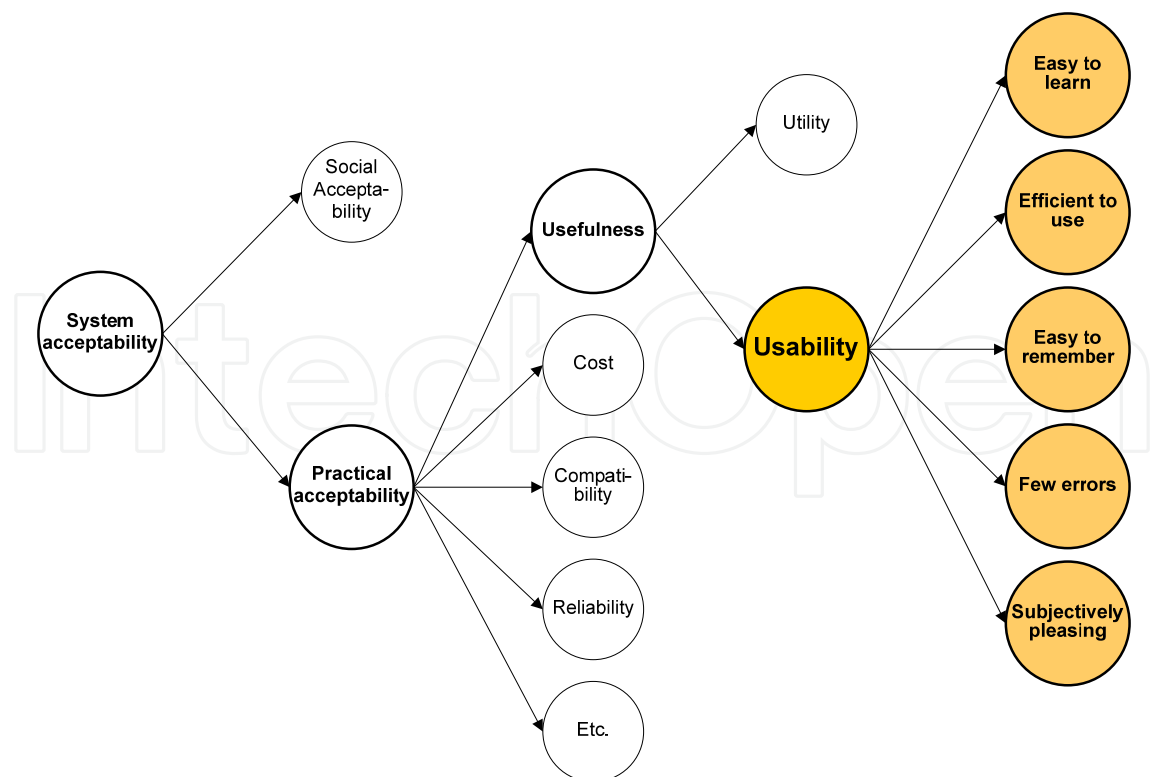 System
acceptability
Social
Accepta-
bility
Practical
acceptability
Usefulness
Cost
Compati-
bility
Reliability
Etc.
Utility
Usability
Easy to
learn
Efficient to
use
Easy to
remember
Few errors
Subjectively
pleasing
IntechOpen